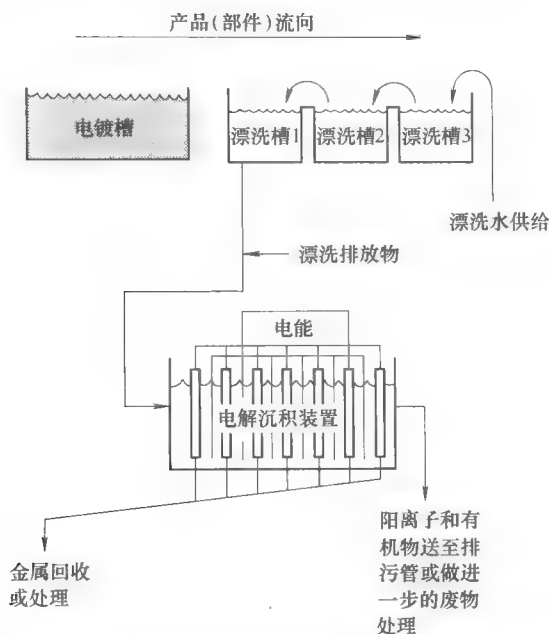 产品(部件)流向
电镀槽
漂洗槽1
漂洗槽2
漂洗槽3
漂洗水供给
漂洗排放物
电能
电解沉积装置
金属回收
或处理
阳离子和有
机物送至排
污管或做进
一步的废物
处理